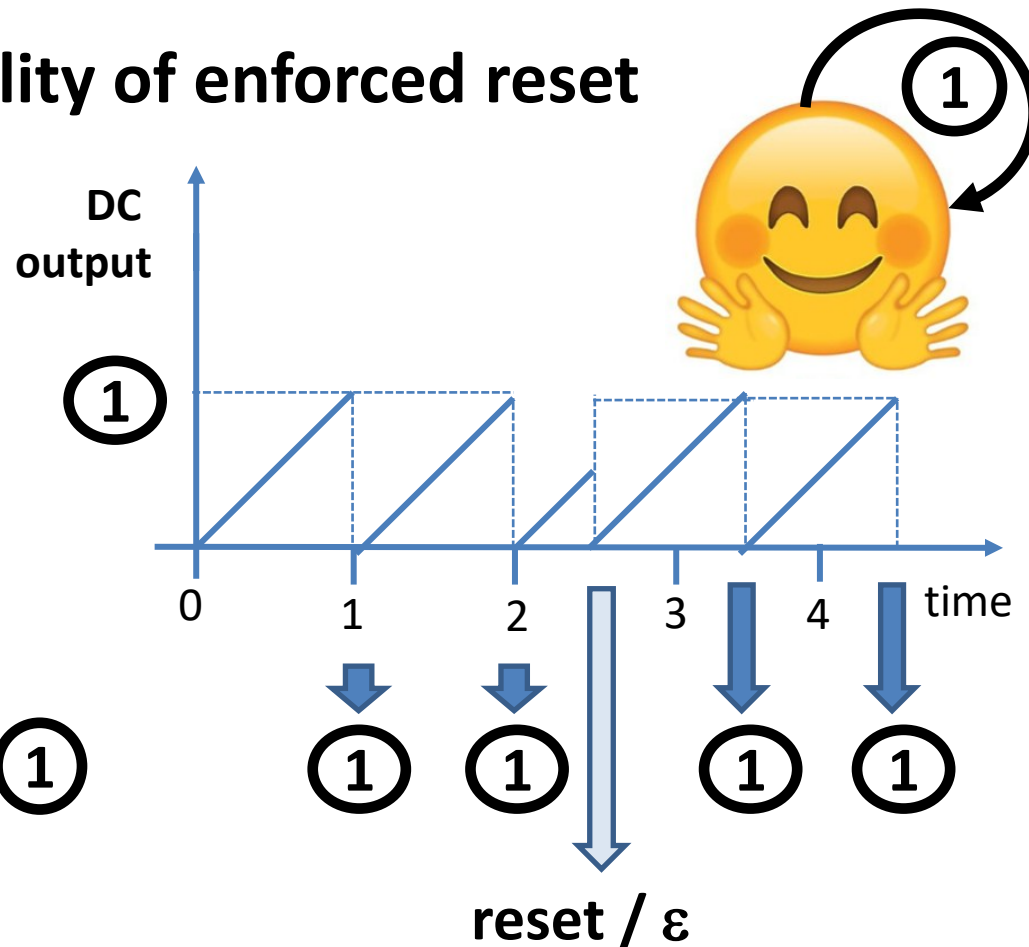 lity of enforced reset
1
DC
output
1
0
1
2
3
4
time
1
1
1
1
1
reset / ε